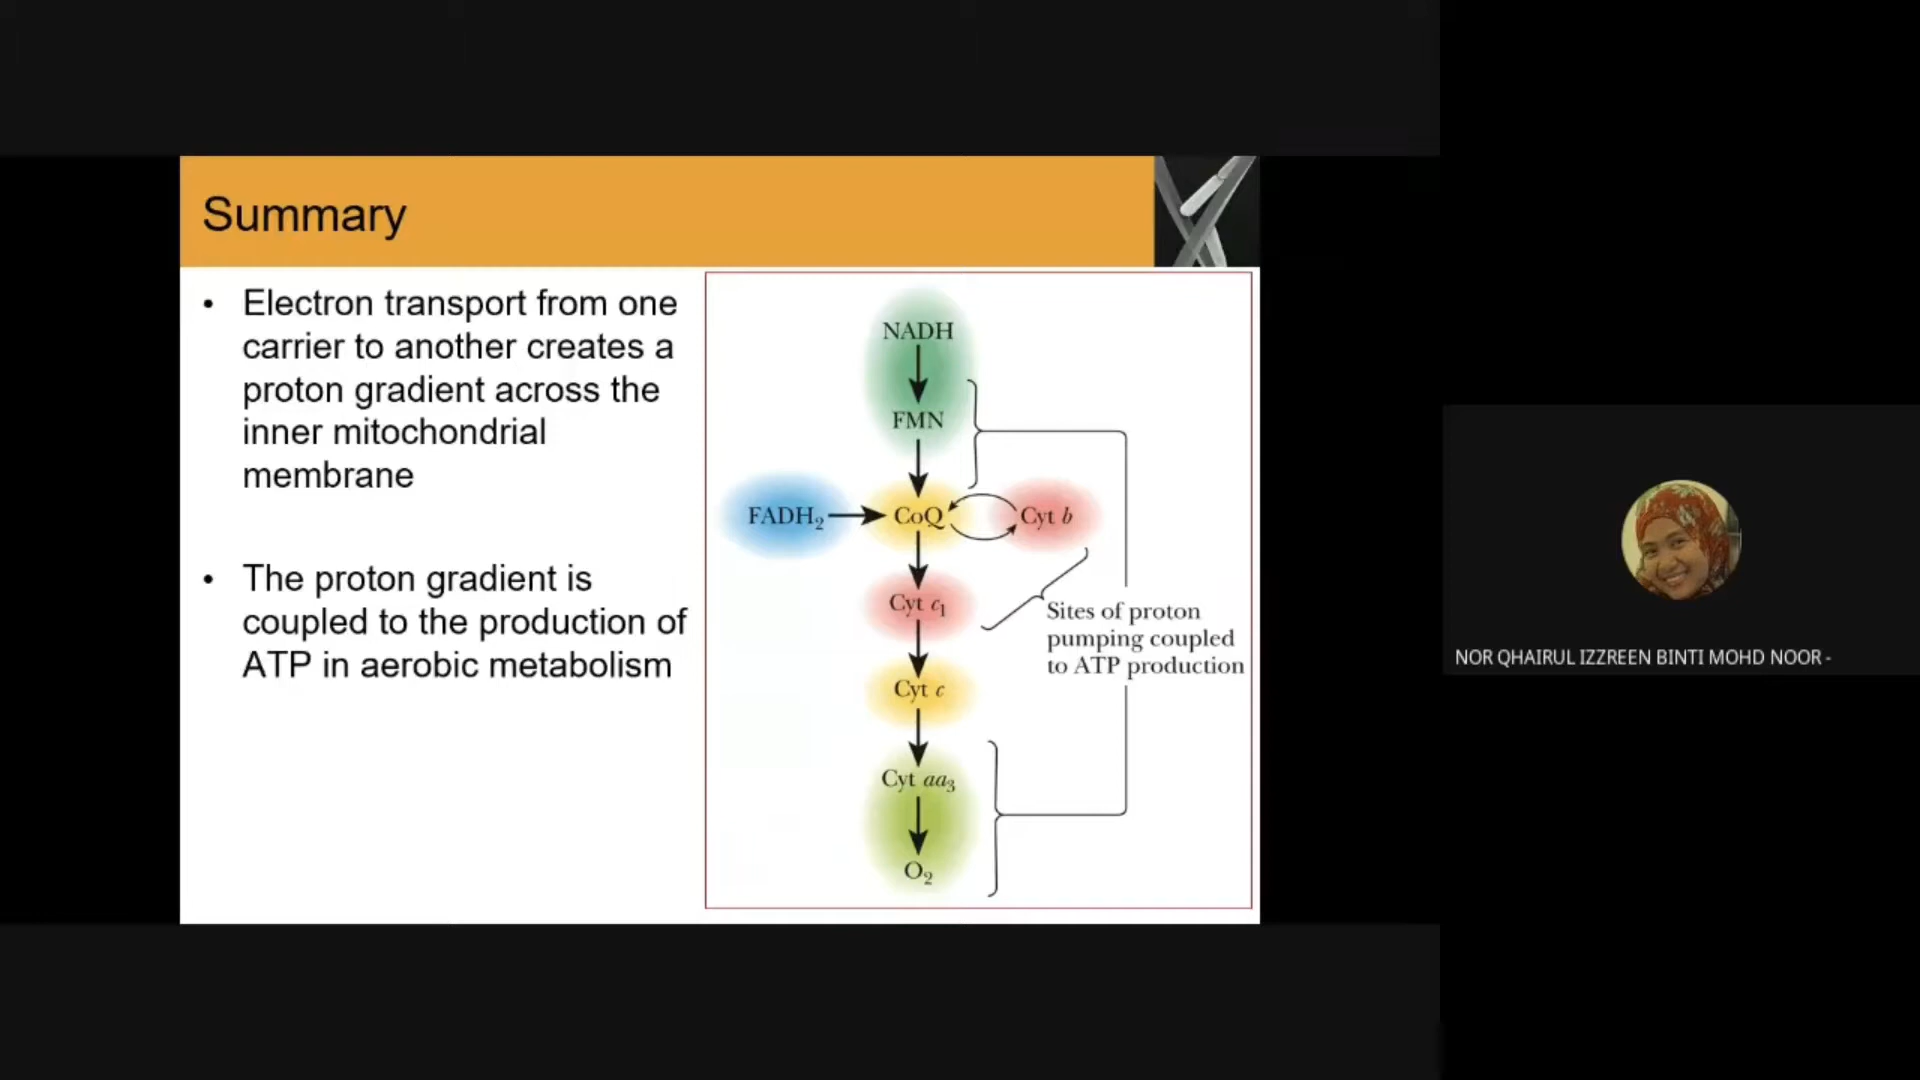 Summary
• Electron transport from one
carrier to another creates a
proton gradient across the
inner mitochondrial
membrane
• The proton gradient is
coupled to the production of
ATP in aerobic metabolism
NADH
FMN
FADH₂
CoQ
Cyt b
Cyt c₁
Sites of proton
pumping coupled
to ATP production
Cyt c
Cyt aa₃
O₂
NOR QHAIRUL IZZREEN BINTI MOHD NOOR -